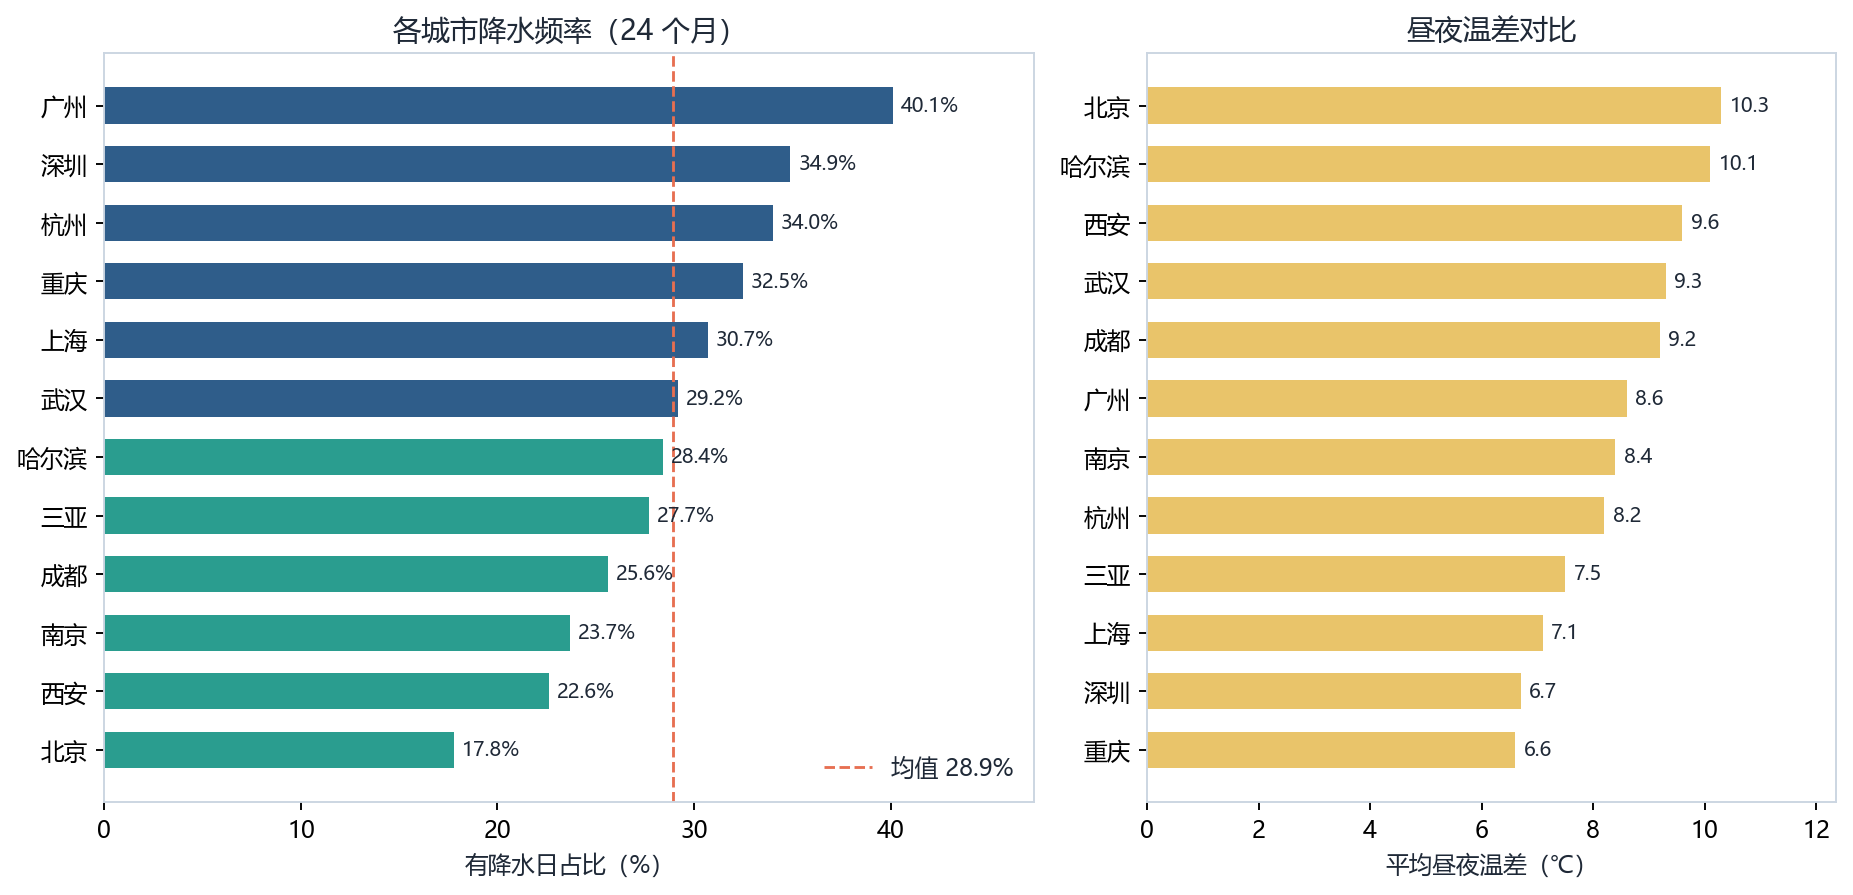 各城市降水频率（24 个月）
广州 40.1%
深圳 34.9%
杭州 34.0%
重庆 32.5%
上海 30.7%
武汉 29.2%
哈尔滨 28.4%
三亚 27.7%
成都 25.6%
南京 23.7%
西安 22.6%
北京 17.8%
均值 28.9%
0 10 20 30 40
有降水日占比（%）
昼夜温差对比
北京 10.3
哈尔滨 10.1
西安 9.6
武汉 9.3
成都 9.2
广州 8.6
南京 8.4
杭州 8.2
三亚 7.5
上海 7.1
深圳 6.7
重庆 6.6
0 2 4 6 8 10 12
平均昼夜温差（℃）